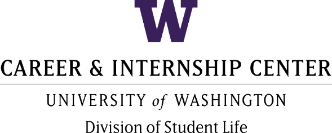 W
CAREER & INTERNSHIP CENTER
UNIVERSITY of WASHINGTON
Division of Student Life